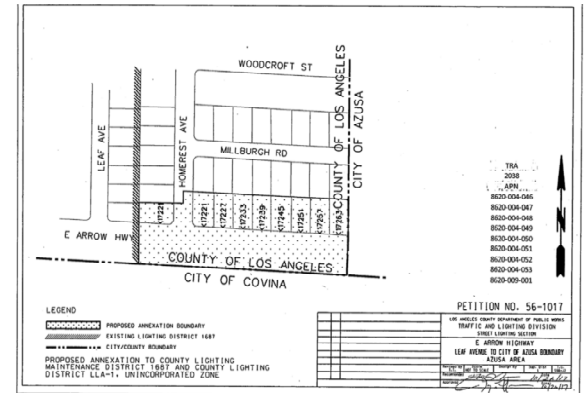 WOODCROFT ST
COUNTY OF LOS ANGELES
CITY OF AZUSA
LEAF AVE
HOMEREST AVE
MILLBURGH RD
17221
17227
17233
17239
17245
17251
17257
17263
E ARROW HWY
COUNTY OF LOS ANGELES
CITY OF COVINA
TRA
2038
APN
8620-004-046
8620-004-047
8620-004-048
8620-004-049
8620-004-050
8620-004-051
8620-004-052
8620-004-053
8620-009-001
N
LEGEND
PROPOSED ANNEXATION BOUNDARY
EXISTING LIGHTING DISTRICT 1687
CITY/COUNTY BOUNDARY
PROPOSED ANNEXATION TO COUNTY LIGHTING
MAINTENANCE DISTRICT 1687 AND COUNTY LIGHTING
DISTRICT LLA-1, UNINCORPORATED ZONE
PETITION NO. 56-1017
LOS ANGELES COUNTY DEPARTMENT OF PUBLIC WORKS
TRAFFIC AND LIGHTING DIVISION
STREET LIGHTING SECTION
E ARROW HIGHWAY
LEAF AVENUE TO CITY OF AZUSA BOUNDARY
AZUSA AREA